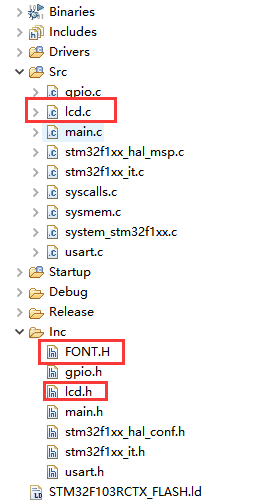 Binaries
Includes
Drivers
Src
gpio.c
lcd.c
main.c
stm32f1xx_hal_msp.c
stm32f1xx_it.c
syscalls.c
sysmem.c
system_stm32f1xx.c
usart.c
Startup
Debug
Release
Inc
FONT.H
gpio.h
lcd.h
main.h
stm32f1xx_hal_conf.h
stm32f1xx_it.h
usart.h
STM32F103RCTX_FLASH.ld